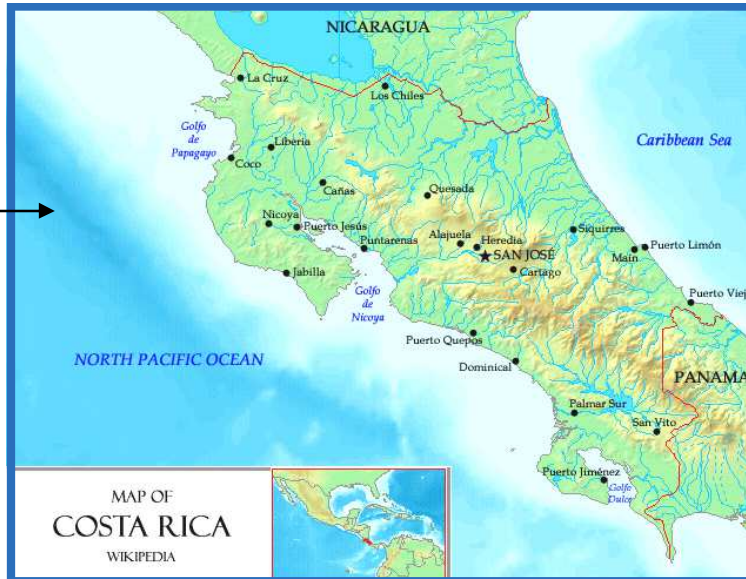 NICARAGUA
La Cruz
Los Chiles
Golfo
de
Papagayo
Liberia
Coco
Caribbean Sea
Cañas
Quesada
Nicoya
Puerto Jesús
Puntarenas
Alajuela
Heredia
SAN JOSÉ
Cartago
Siquirres
Puerto Limón
Maín
Jabilla
Golfo
de
Nicoya
Puerto Viej
Puerto Quepos
Dominical
NORTH PACIFIC OCEAN
PANAMA
Palmar Sur
San Vito
Puerto Jiménez
Golfo
Dulce
MAP OF
COSTA RICA
WIKIPEDIA